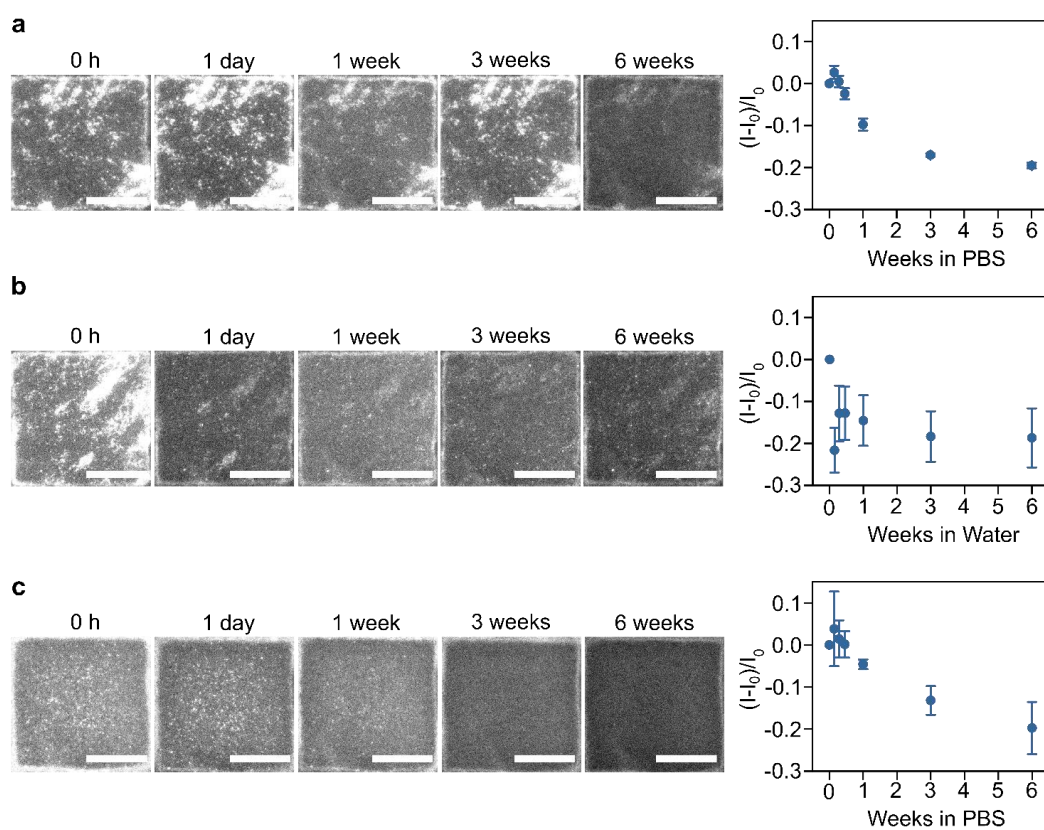 a
0 h 1 day 1 week 3 weeks 6 weeks
0.1
0.0
-0.1
-0.2
-0.3
(I-I₀)/I₀
0 1 2 3 4 5 6
Weeks in PBS
b
0 h 1 day 1 week 3 weeks 6 weeks
0.1
0.0
-0.1
-0.2
-0.3
(I-I₀)/I₀
0 1 2 3 4 5 6
Weeks in Water
c
0 h 1 day 1 week 3 weeks 6 weeks
0.1
0.0
-0.1
-0.2
-0.3
(I-I₀)/I₀
0 1 2 3 4 5 6
Weeks in PBS